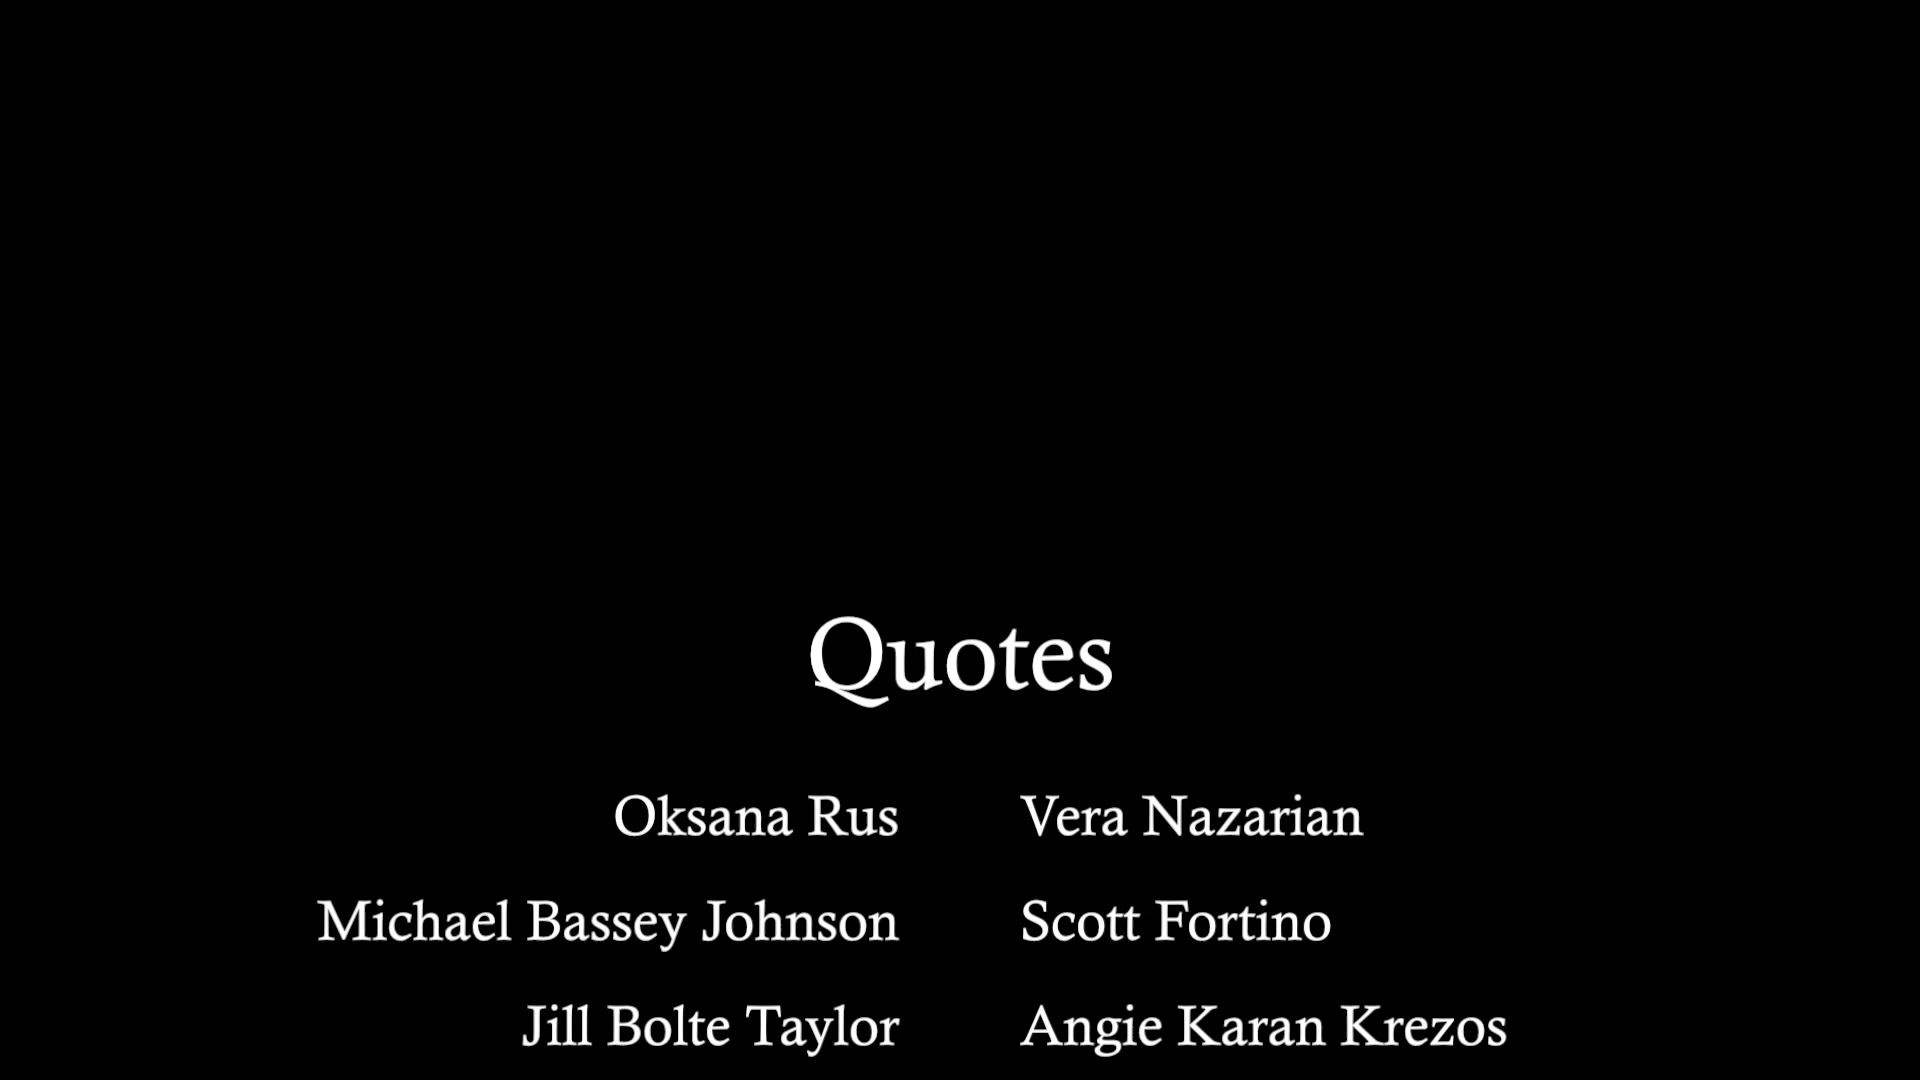 Quotes
Oksana Rus Vera Nazarian
Michael Bassey Johnson Scott Fortino
Jill Bolte Taylor Angie Karan Krezos